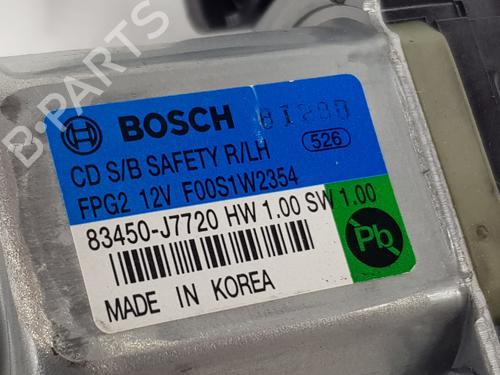 BOSCH 01200
526
CD S/B SAFETY R/LH
FPG2 12V F00S1W2354
83450-J7720 HW 1.00 SW 1.00
Pb
MADE IN KOREA
B-PARTS